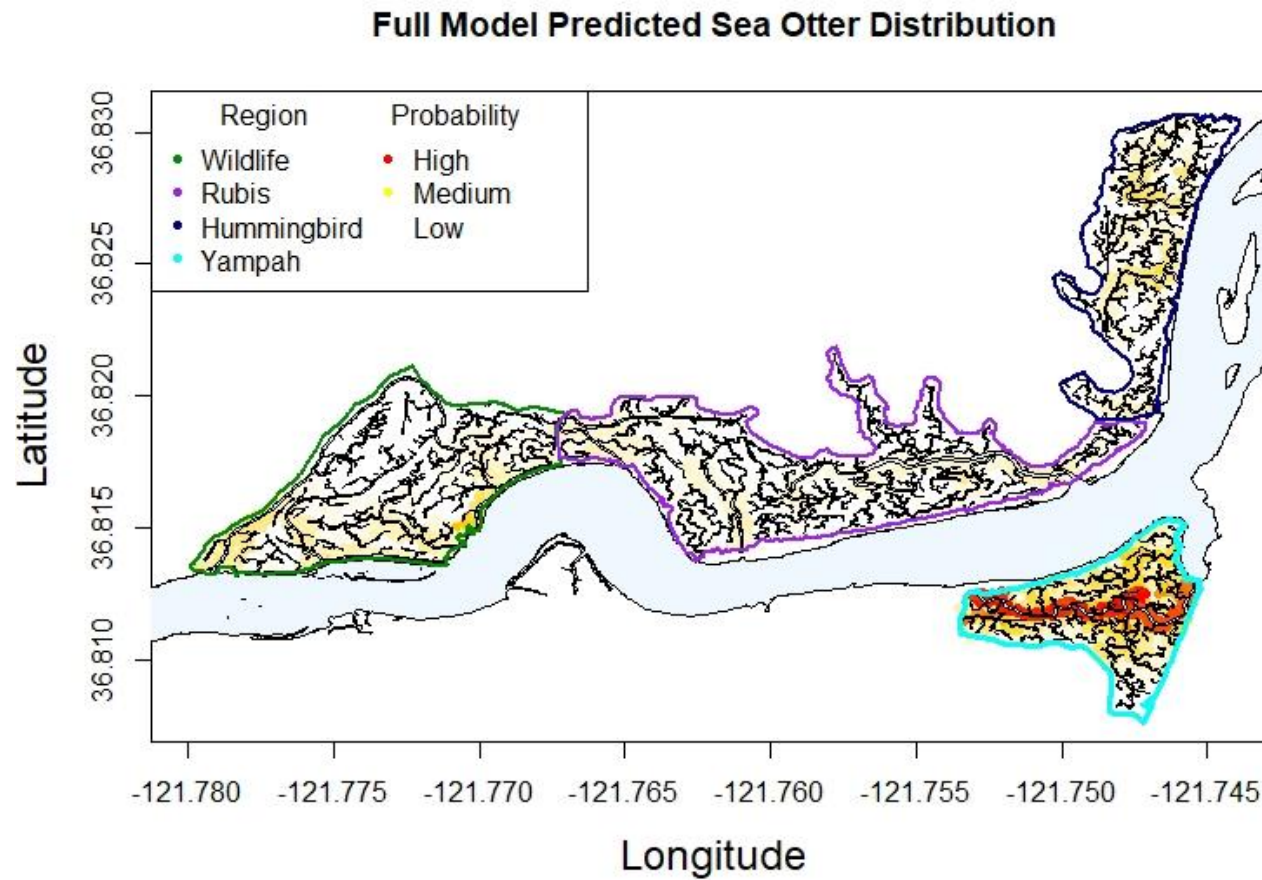 Full Model Predicted Sea Otter Distribution
Region Probability
Wildlife High
Rubis Medium
Hummingbird Low
Yampah
Latitude
36.830
36.825
36.820
36.815
36.810
-121.780 -121.775 -121.770 -121.765 -121.760 -121.755 -121.750 -121.745
Longitude